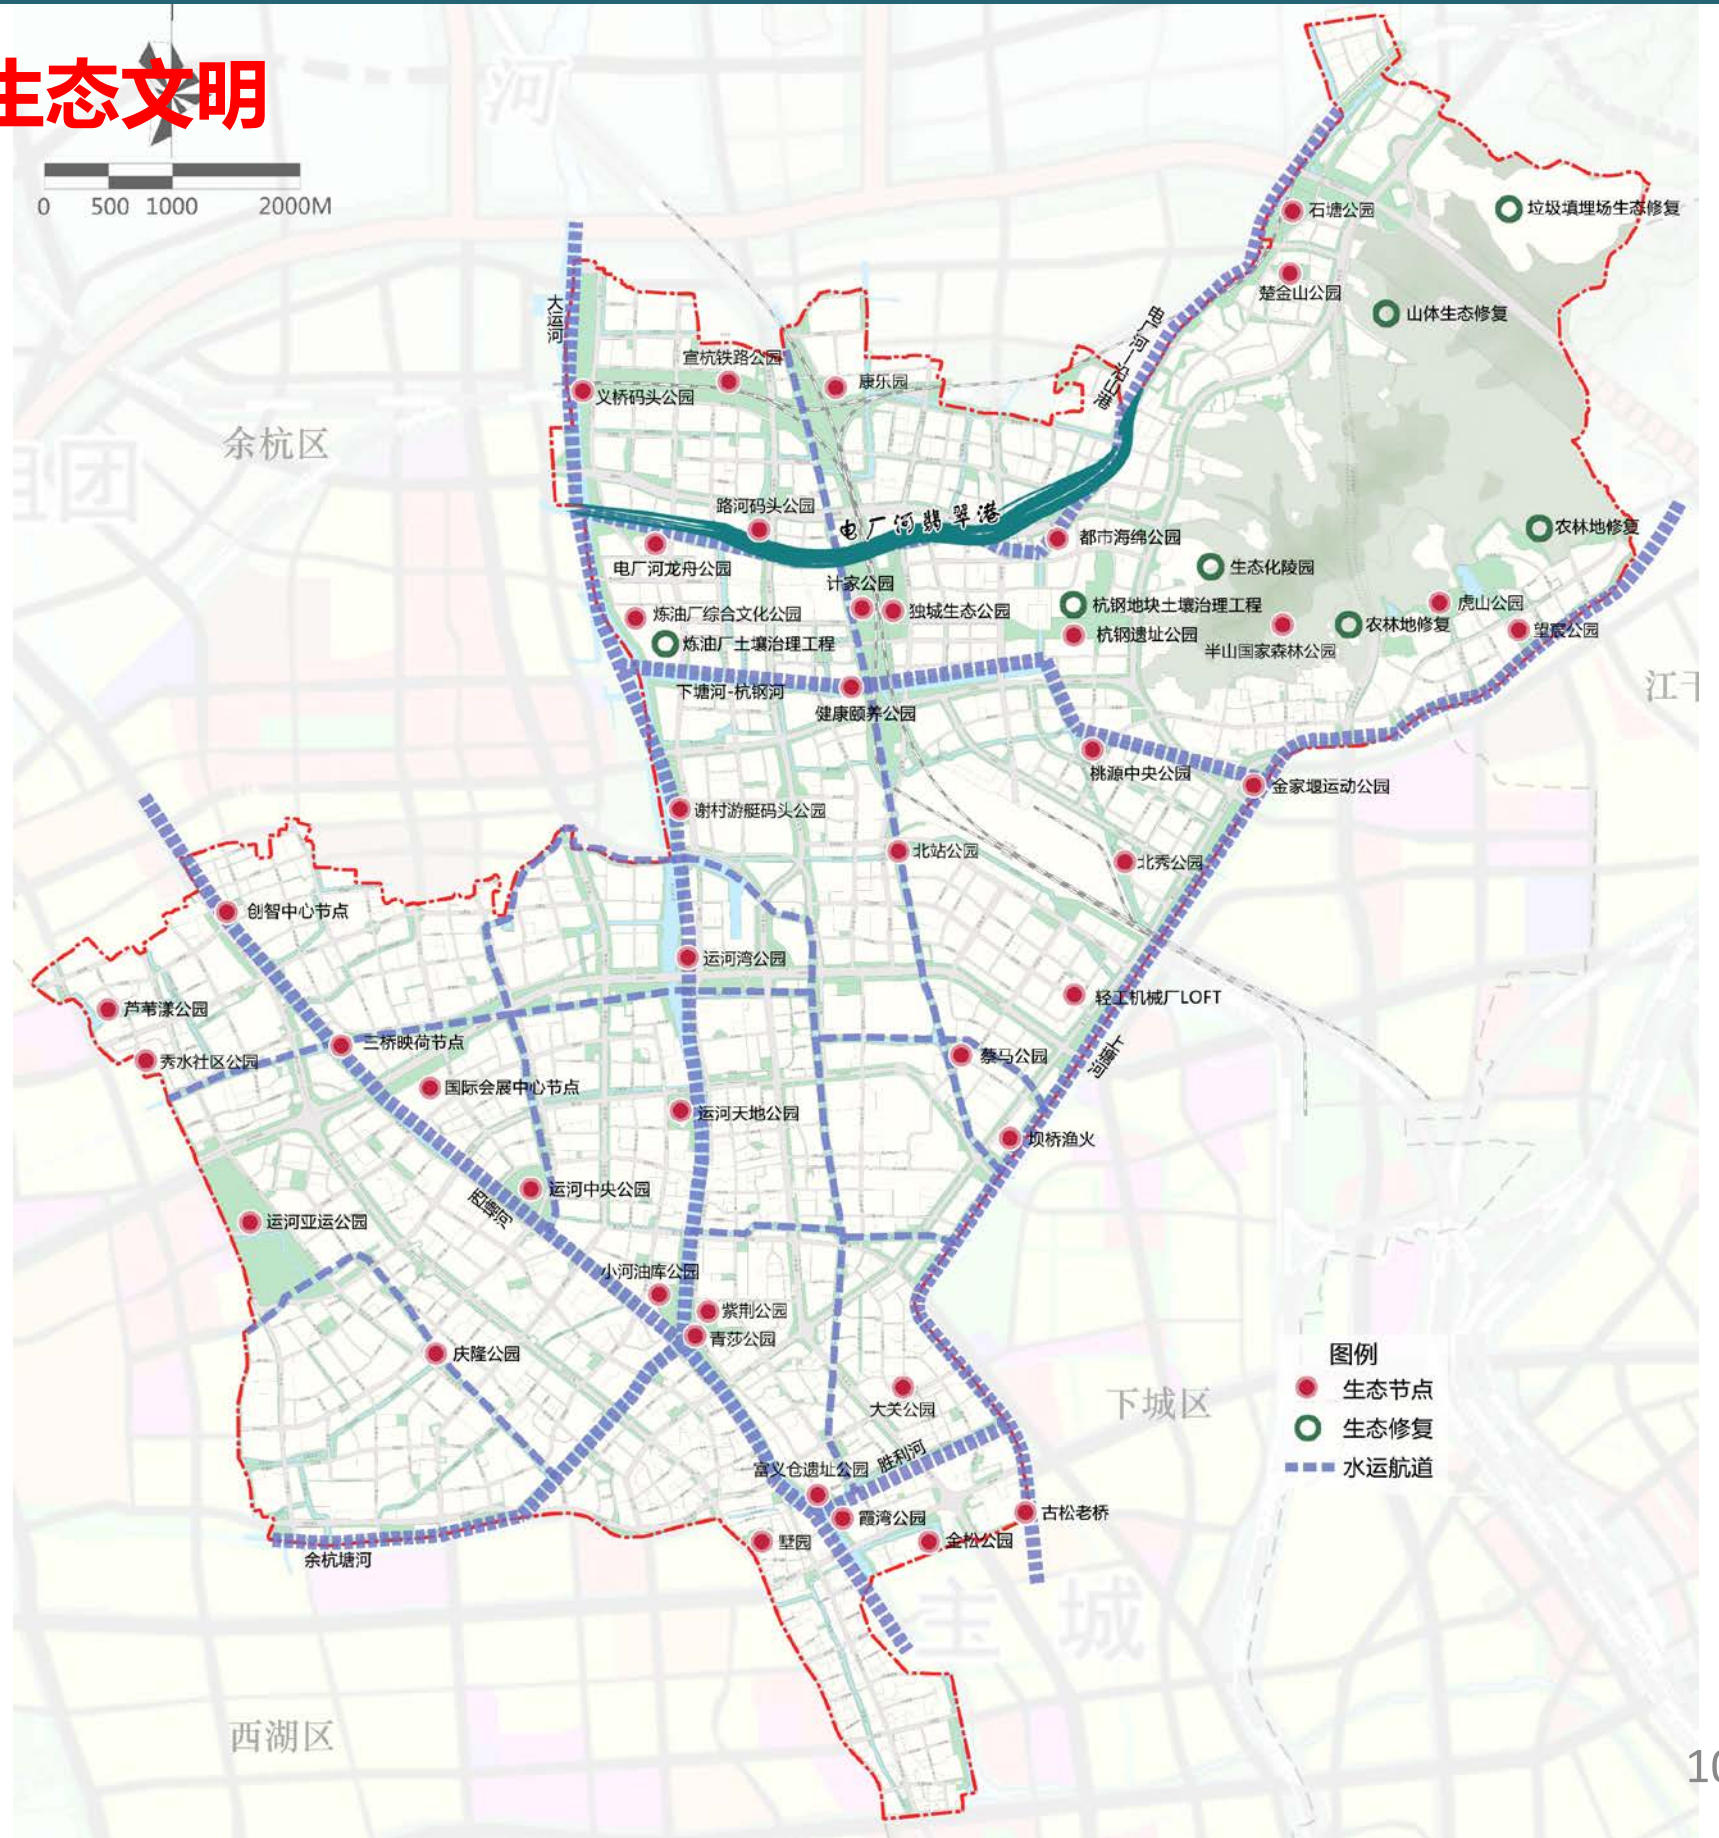 生态文明
河
0 500 1000 2000M
石塘公园
垃圾填埋场生态修复
楚金山公园
山体生态修复
大运河
电厂河—沿山港
宣杭铁路公园
康乐园
义桥码头公园
余杭区
组团
路河码头公园
电厂河翡翠港
农林地修复
都市海绵公园
电厂河龙舟公园
生态化陵园
计家公园
炼油厂综合文化公园
独城生态公园
杭钢地块土壤治理工程
虎山公园
炼油厂土壤治理工程
杭钢遗址公园
农林地修复
望宸公园
半山国家森林公园
下塘河-杭钢河
江干
健康颐养公园
桃源中央公园
金家堰运动公园
谢村游艇码头公园
北站公园
北秀公园
创智中心节点
运河湾公园
轻工机械厂LOFT
芦苇漾公园
三桥映荷节点
蔡马公园
上塘河
秀水社区公园
国际会展中心节点
运河天地公园
坝桥渔火
运河中央公园
西塘河
运河亚运公园
小河油库公园
紫荆公园
青莎公园
庆隆公园
图例
生态节点
大关公园
下城区
生态修复
胜利河
富义仓遗址公园
水运航道
霞湾公园
古松老桥
墅园
金松公园
余杭塘河
主城
西湖区
10